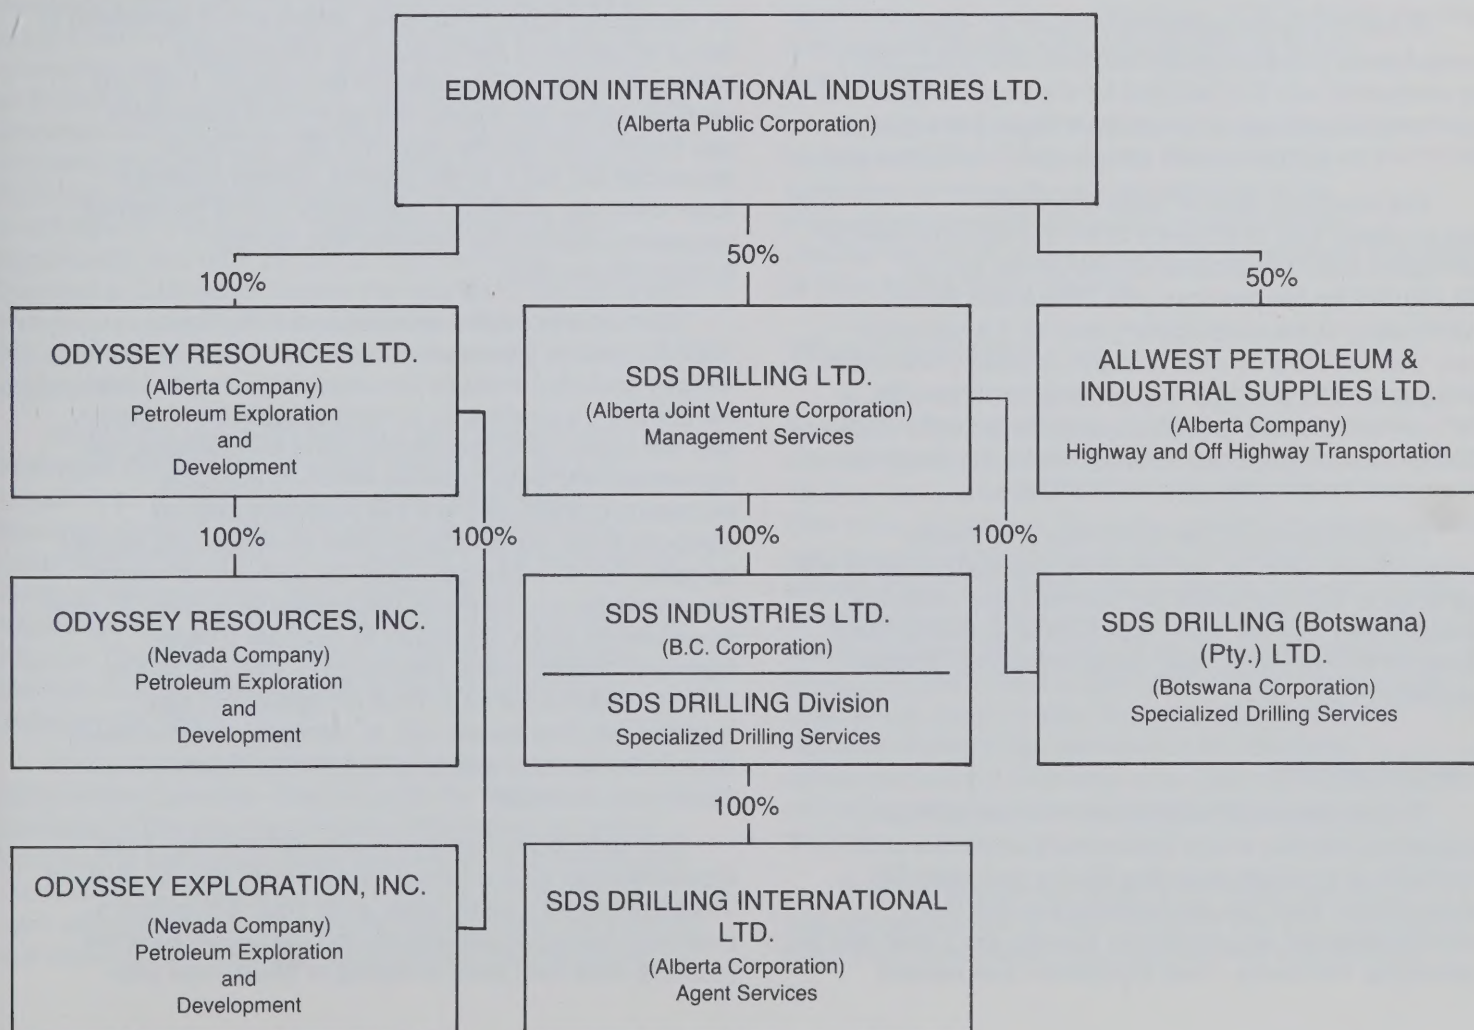 EDMONTON INTERNATIONAL INDUSTRIES LTD.
(Alberta Public Corporation)
100%
50%
50%
ODYSSEY RESOURCES LTD.
(Alberta Company)
Petroleum Exploration
and
Development
SDS DRILLING LTD.
(Alberta Joint Venture Corporation)
Management Services
ALLWEST PETROLEUM &
INDUSTRIAL SUPPLIES LTD.
(Alberta Company)
Highway and Off Highway Transportation
100%
100%
100%
100%
ODYSSEY RESOURCES, INC.
(Nevada Company)
Petroleum Exploration
and
Development
SDS INDUSTRIES LTD.
(B.C. Corporation)
SDS DRILLING Division
Specialized Drilling Services
SDS DRILLING (Botswana)
(Pty.) LTD.
(Botswana Corporation)
Specialized Drilling Services
100%
ODYSSEY EXPLORATION, INC.
(Nevada Company)
Petroleum Exploration
and
Development
SDS DRILLING INTERNATIONAL
LTD.
(Alberta Corporation)
Agent Services